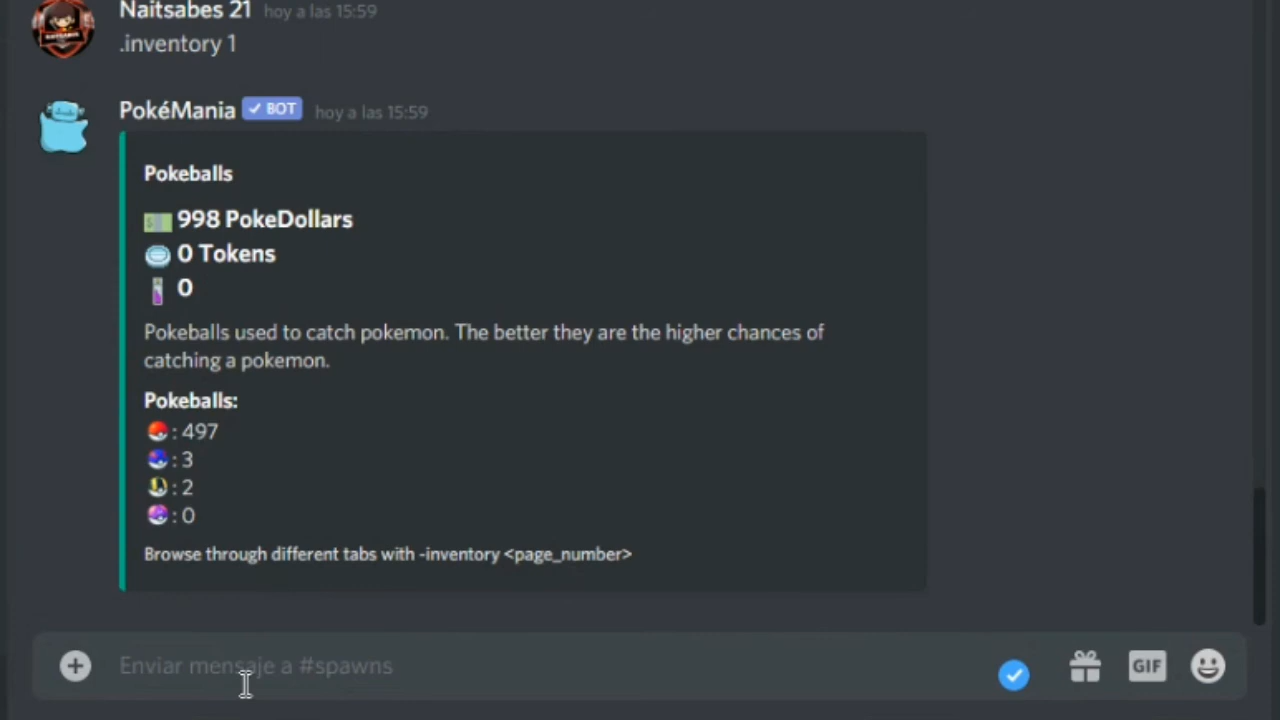 Naitsabes 21 hoy a las 15:59
.inventory 1
PokéMania ✓ BOT hoy a las 15:59
Pokeballs
998 PokeDollars
0 Tokens
0
Pokeballs used to catch pokemon. The better they are the higher chances of
catching a pokemon.
Pokeballs:
: 497
: 3
: 2
: 0
Browse through different tabs with -inventory <page_number>
Enviar mensaje a #spawns
GIF